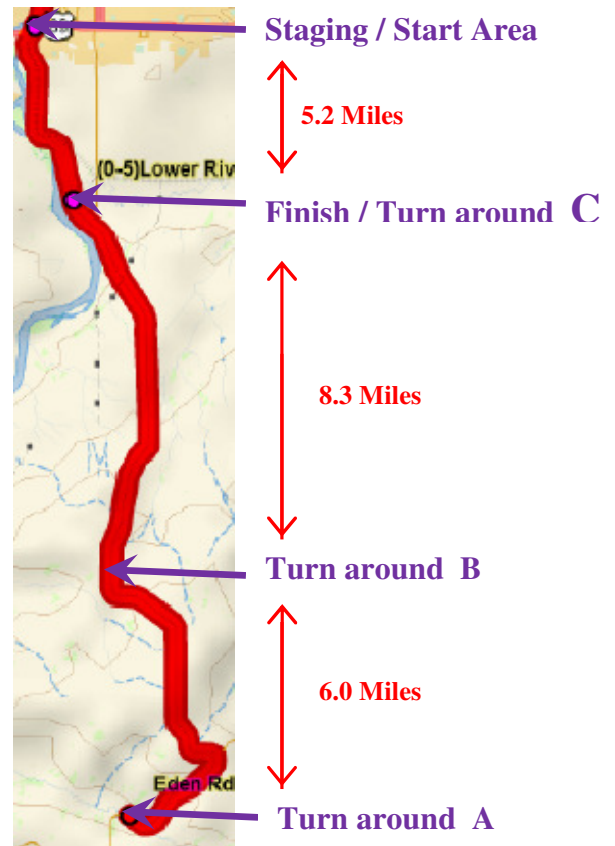 Staging / Start Area
5.2 Miles
(0-5)Lower Riv
Finish / Turn around C
8.3 Miles
Turn around B
6.0 Miles
Eden Rd
Turn around A